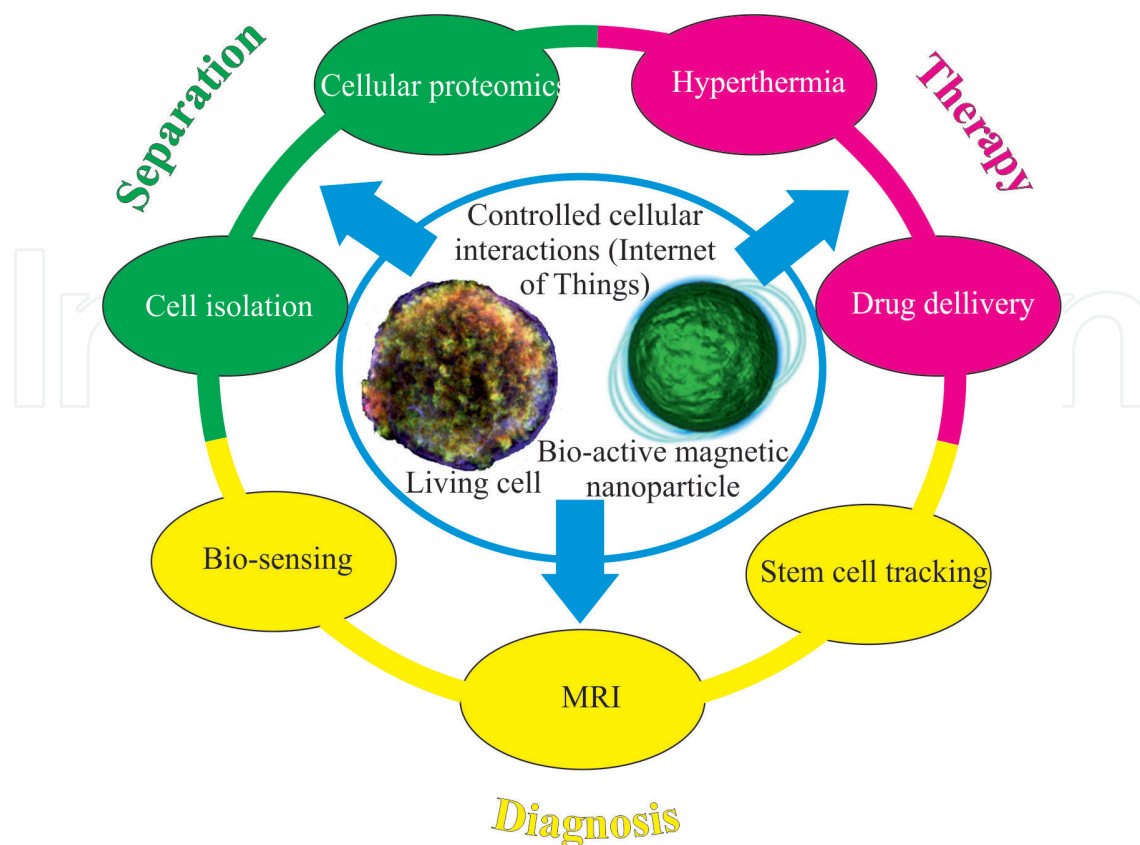 Separation
Cellular proteomics
Hyperthermia
Therapy
Controlled cellular
interactions (Internet
of Things)
Cell isolation
Drug dellivery
Living cell
Bio-active magnetic
nanoparticle
Bio-sensing
Stem cell tracking
MRI
Diagnosis